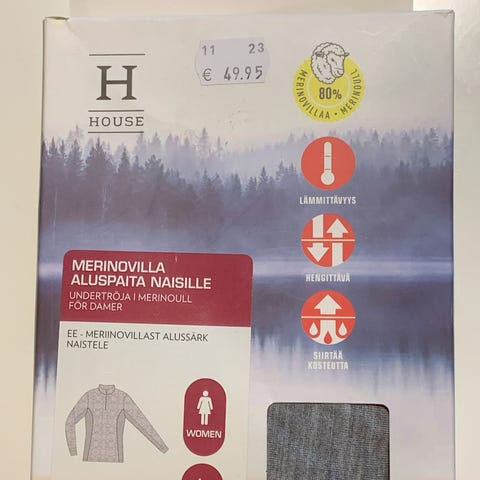 11 23
€ 49.95
H
HOUSE
MERINOVILLAA • MERINOULL
80%
LÄMMITTÄVYYS
HENGITTÄVÄ
SIIRTÄÄ
KOSTEUTTA
MERINOVILLA
ALUSPAITA NAISILLE
UNDERTRÖJA I MERINOULL
FÖR DAMER
EE - MERIINOVILLAST ALUSSÄRK
NAISTELE
WOMEN